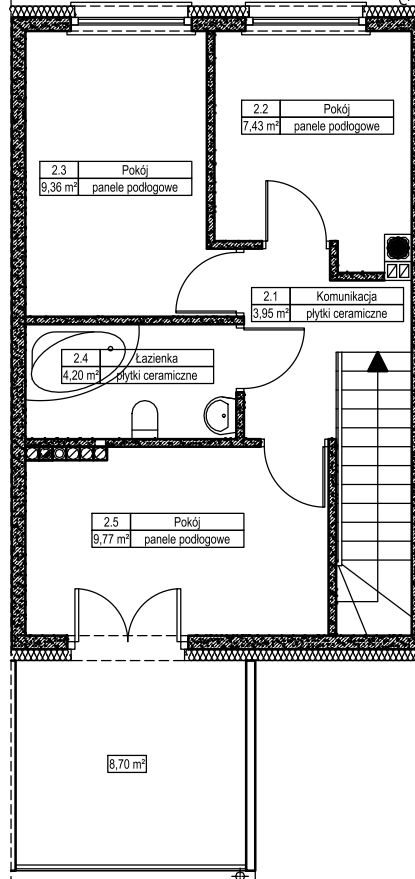 2.2 Pokój
7,43 m² panele podłogowe
2.3 Pokój
9,36 m² panele podłogowe
2.1 Komunikacja
3,95 m² płytki ceramiczne
2.4 Łazienka
4,20 m² płytki ceramiczne
2.5 Pokój
9,77 m² panele podłogowe
8,70 m²